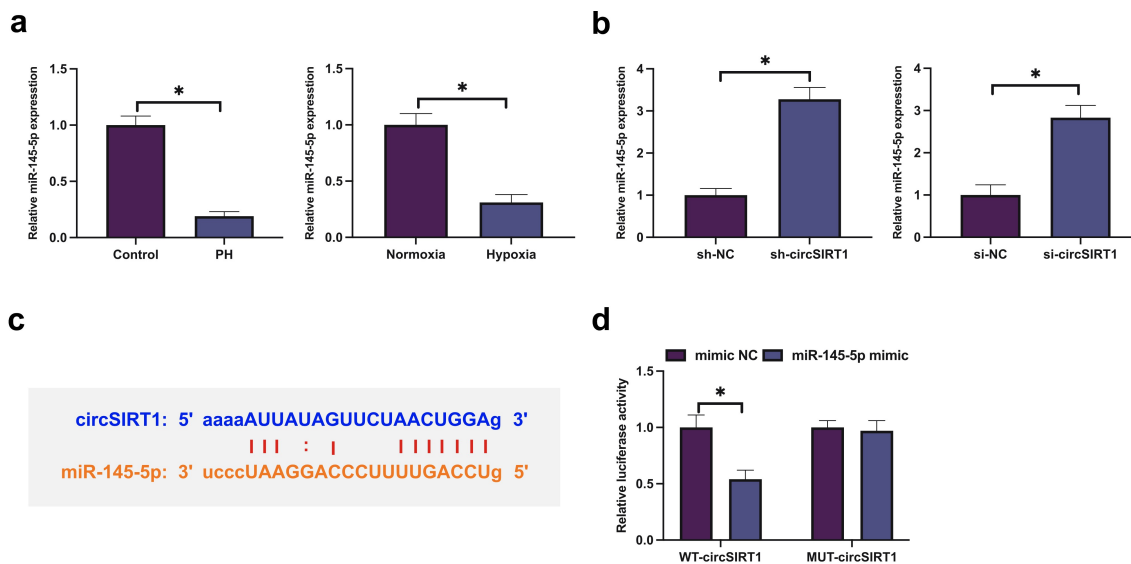 a
Relative miR-145-5p expresstion
1.5
1.0
0.5
0.0
*
Control PH
Relative miR-145-5p expresstion
1.5
1.0
0.5
0.0
*
Normoxia Hypoxia
b
Relative miR-145-5p expresstion
4
3
2
1
0
*
sh-NC sh-circSIRT1
Relative miR-145-5p expresstion
4
3
2
1
0
*
si-NC si-circSIRT1
c
circSIRT1: 5' aaaaAUUAUAGUUCUAACUGGAg 3'
miR-145-5p: 3' ucccUAAGGACCCUUUUGACCUg 5'
d
mimic NC miR-145-5p mimic
Relative luciferase activity
1.5
1.0
0.5
0.0
*
WT-circSIRT1 MUT-circSIRT1